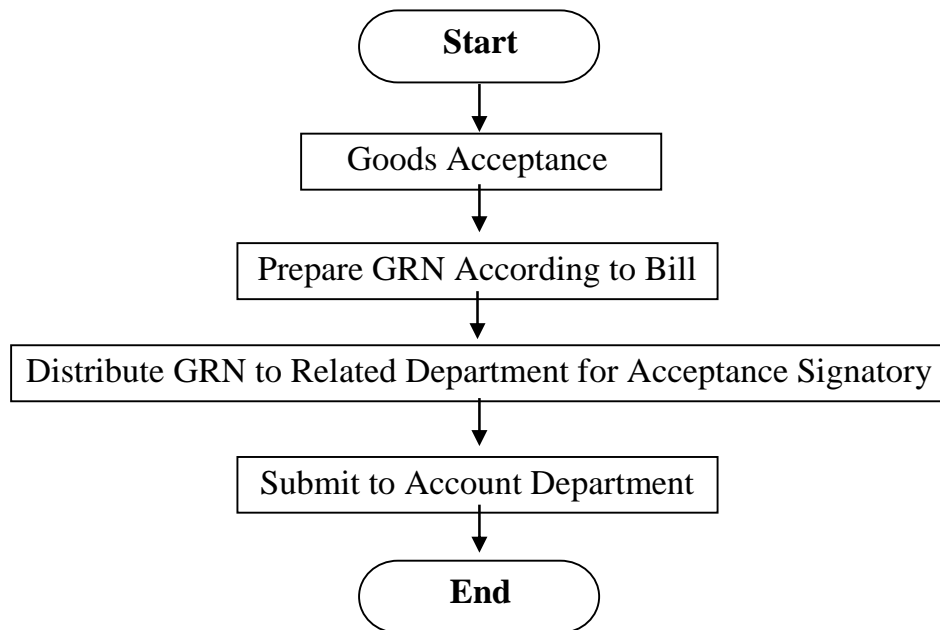 Start
Goods Acceptance
Prepare GRN According to Bill
Distribute GRN to Related Department for Acceptance Signatory
Submit to Account Department
End